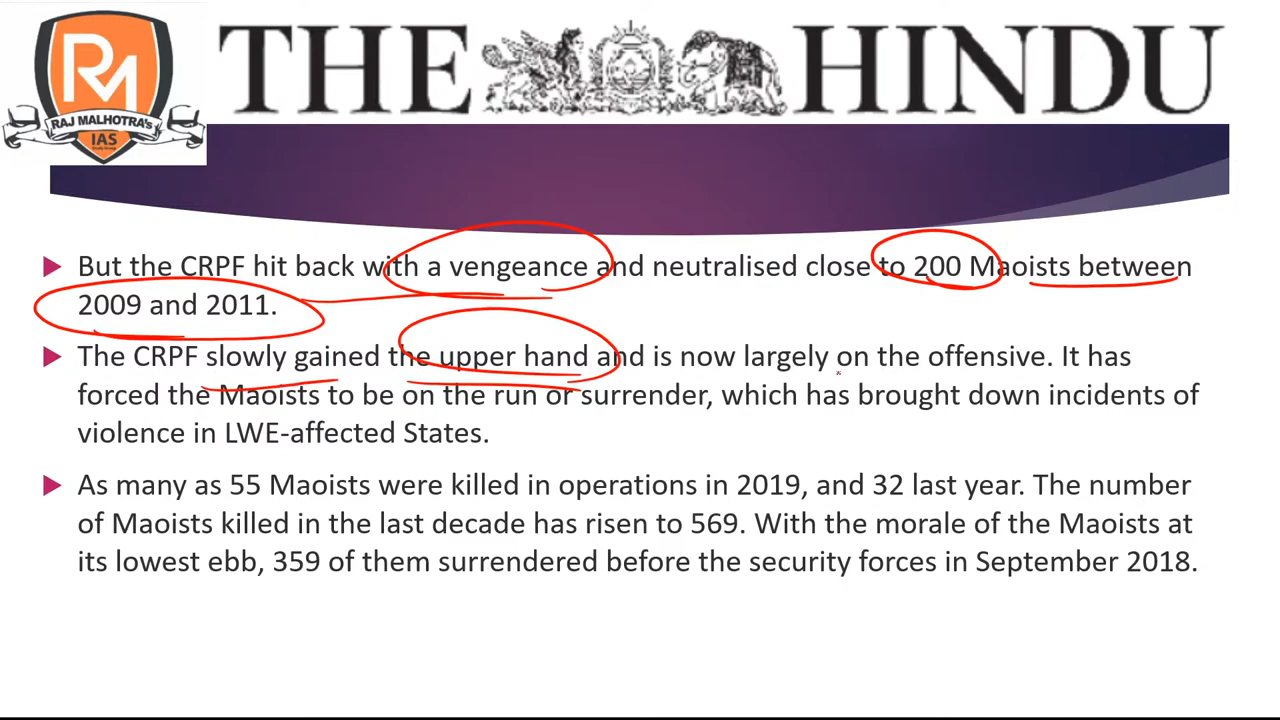 RM
RAJ MALHOTRA'S
IAS
Study Group
THE HINDU
But the CRPF hit back with a vengeance and neutralised close to 200 Maoists between
2009 and 2011.
The CRPF slowly gained the upper hand and is now largely on the offensive. It has
forced the Maoists to be on the run or surrender, which has brought down incidents of
violence in LWE-affected States.
As many as 55 Maoists were killed in operations in 2019, and 32 last year. The number
of Maoists killed in the last decade has risen to 569. With the morale of the Maoists at
its lowest ebb, 359 of them surrendered before the security forces in September 2018.